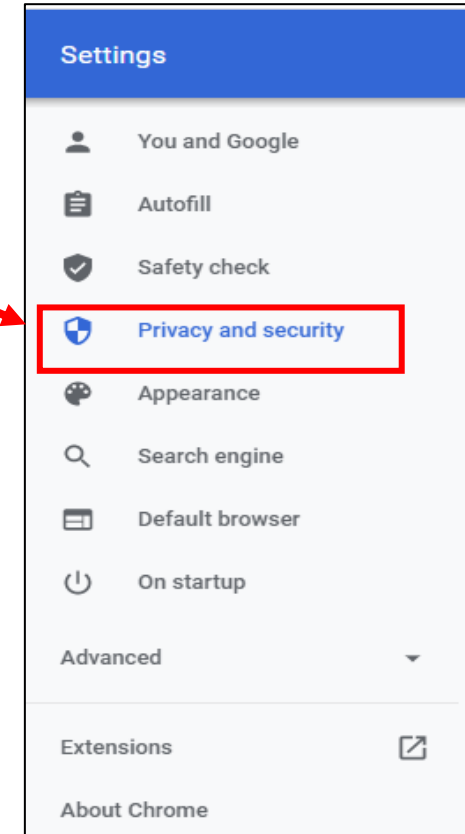 Settings
You and Google
Autofill
Safety check
Privacy and security
Appearance
Search engine
Default browser
On startup
Advanced
Extensions
About Chrome